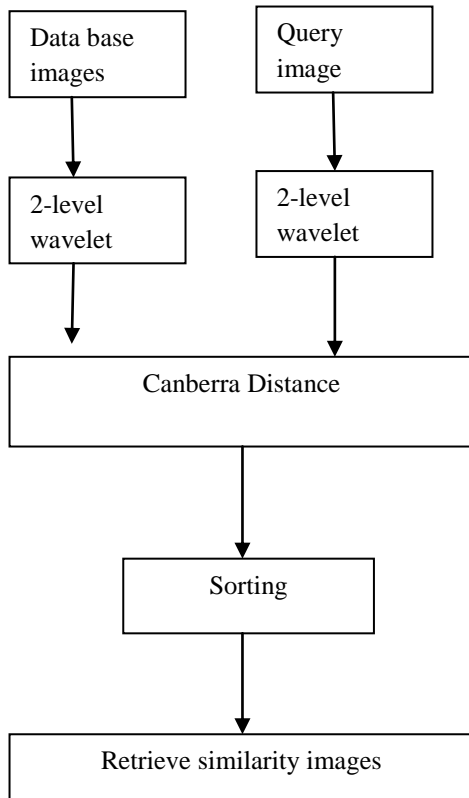 Data base
images
Query
image
2-level
wavelet
2-level
wavelet
Canberra Distance
Sorting
Retrieve similarity images